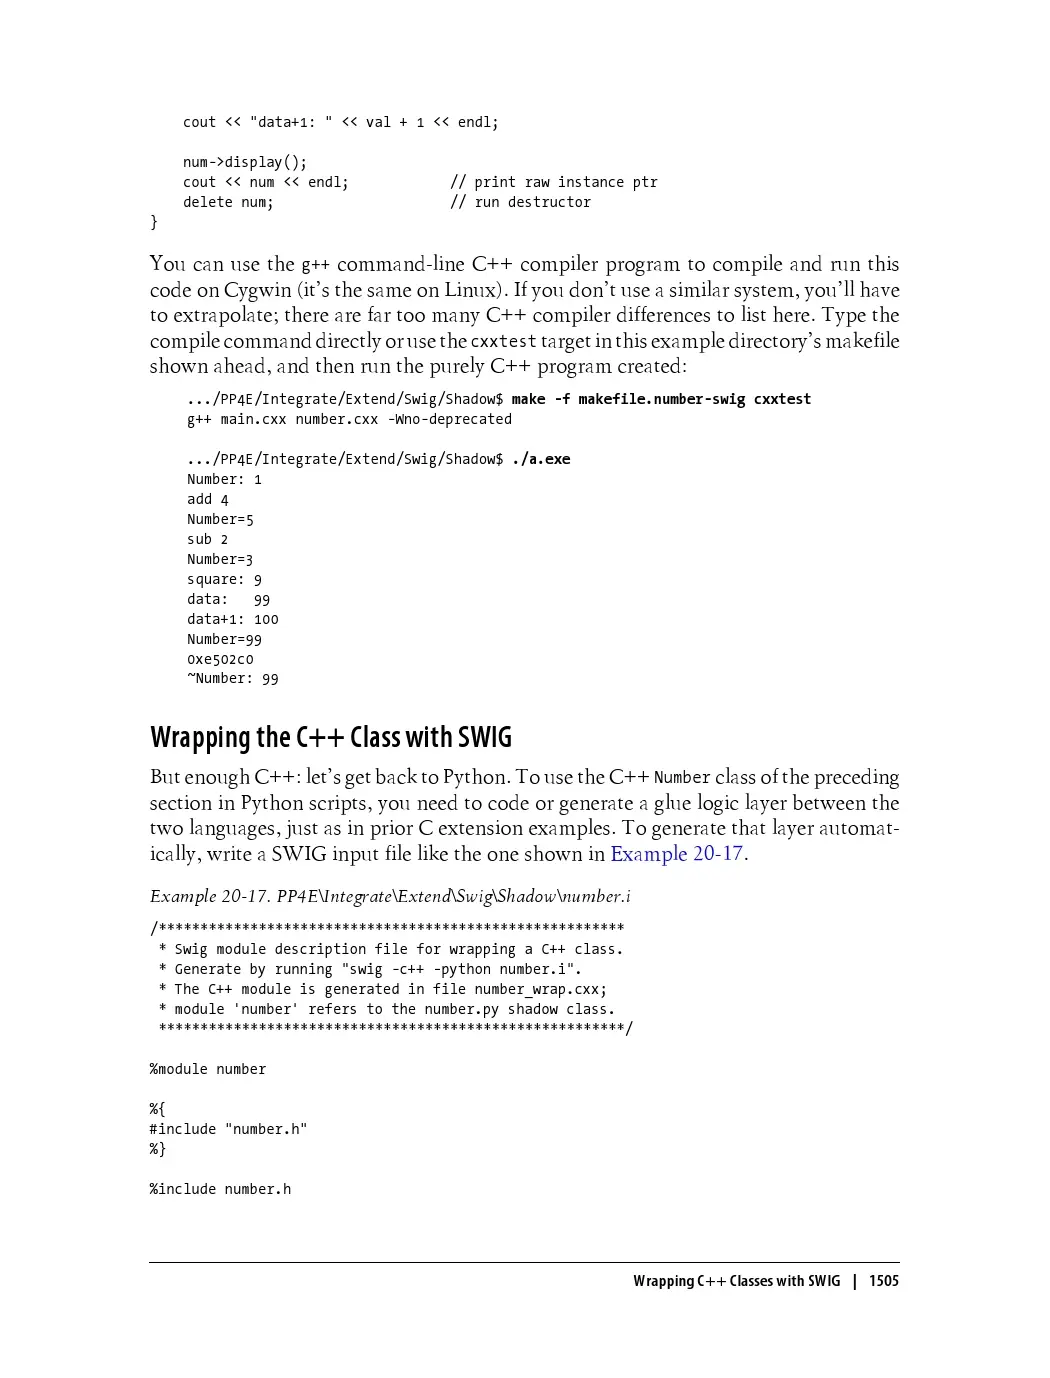 cout << "data+1: " << val + 1 << endl;
num->display();
cout << num << endl;            // print raw instance ptr
delete num;                     // run destructor
}
You can use the g++ command-line C++ compiler program to compile and run this
code on Cygwin (it's the same on Linux). If you don't use a similar system, you'll have
to extrapolate; there are far too many C++ compiler differences to list here. Type the
compile command directly or use the cxxtest target in this example directory's makefile
shown ahead, and then run the purely C++ program created:
.../PP4E/Integrate/Extend/Swig/Shadow$ make -f makefile.number-swig cxxtest
g++ main.cxx number.cxx -Wno-deprecated
.../PP4E/Integrate/Extend/Swig/Shadow$ ./a.exe
Number: 1
add 4
Number=5
sub 2
Number=3
square: 9
data:   99
data+1: 100
Number=99
0xe502c0
~Number: 99
Wrapping the C++ Class with SWIG
But enough C++: let's get back to Python. To use the C++ Number class of the preceding
section in Python scripts, you need to code or generate a glue logic layer between the
two languages, just as in prior C extension examples. To generate that layer automat-
ically, write a SWIG input file like the one shown in Example 20-17.
Example 20-17. PP4E\Integrate\Extend\Swig\Shadow\number.i
/********************************************************
 * Swig module description file for wrapping a C++ class.
 * Generate by running "swig -c++ -python number.i".
 * The C++ module is generated in file number_wrap.cxx;
 * module 'number' refers to the number.py shadow class.
 ********************************************************/
%module number
%{
#include "number.h"
%}
%include number.h
Wrapping C++ Classes with SWIG | 1505